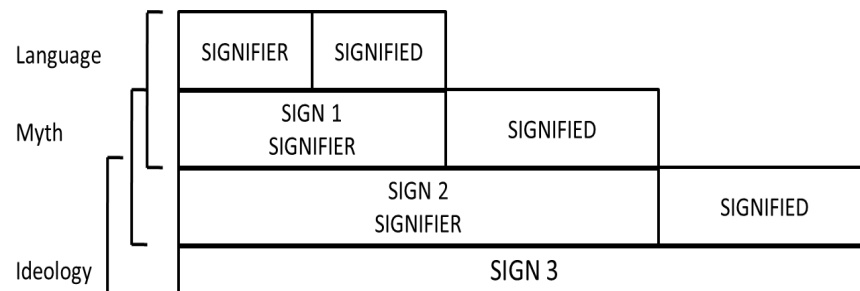 Language
SIGNIFIER
SIGNIFIED
Myth
SIGN 1
SIGNIFIER
SIGNIFIED
SIGN 2
SIGNIFIER
SIGNIFIED
Ideology
SIGN 3